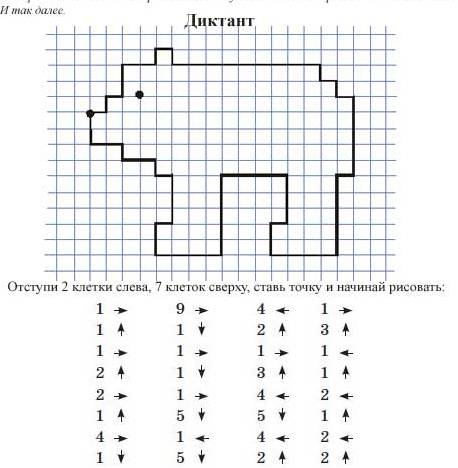 И так далее.
Диктант
Отступи 2 клетки слева, 7 клеток сверху, ставь точку и начинай рисовать:
1 → 9 → 4 ← 1 →
1 ↑ 1 ↓ 2 ↑ 3 ↑
1 → 1 → 1 → 1 ←
2 ↑ 1 ↓ 3 ↑ 1 ↑
2 → 1 → 4 ← 2 ←
1 ↑ 5 ↓ 5 ↓ 1 ↑
4 → 1 ← 4 ← 2 ←
1 ↓ 5 ↓ 2 ↑ 2 ↑